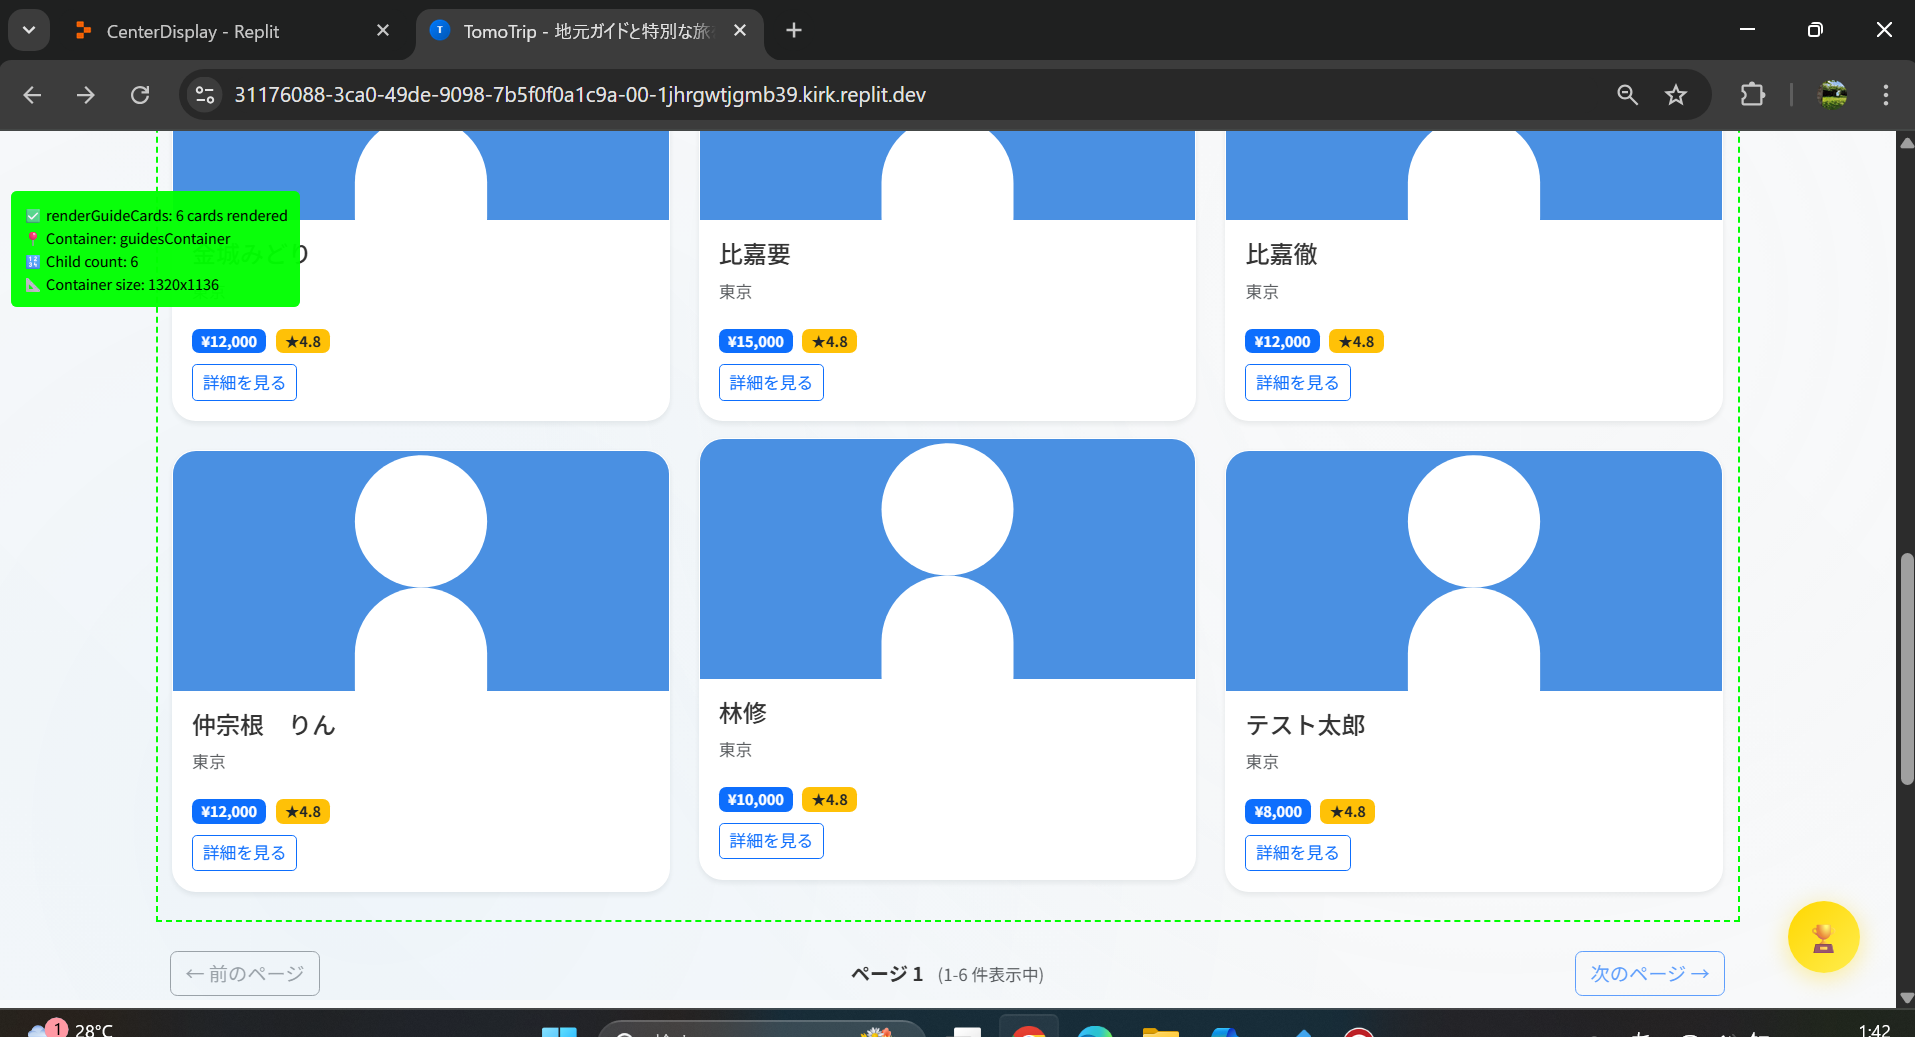 CenterDisplay - Replit
TomoTrip - 地元ガイドと特別な旅
31176088-3ca0-49de-9098-7b5f0f0a1c9a-00-1jhrgwtjgmb39.kirk.replit.dev
✅ renderGuideCards: 6 cards rendered
📍 Container: guidesContainer
🔢 Child count: 6
📐 Container size: 1320x1136
金城みどり
¥12,000 ★4.8
詳細を見る
比嘉要
東京
¥15,000 ★4.8
詳細を見る
比嘉徹
東京
¥12,000 ★4.8
詳細を見る
仲宗根　りん
東京
¥12,000 ★4.8
詳細を見る
林修
東京
¥10,000 ★4.8
詳細を見る
テスト太郎
東京
¥8,000 ★4.8
詳細を見る
← 前のページ
ページ 1 (1-6 件表示中)
次のページ →
1
28°C
1:42